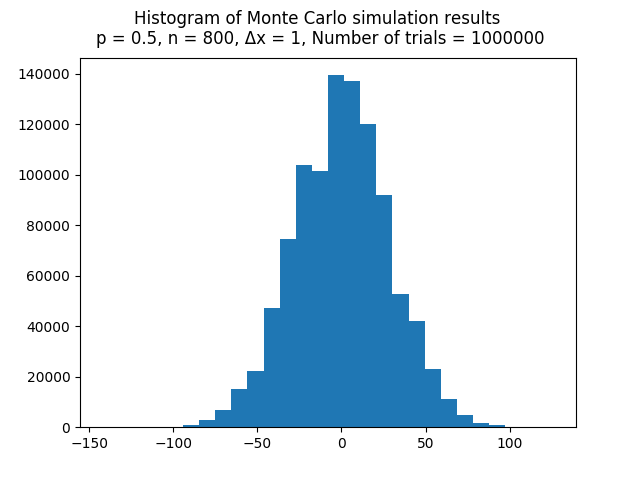 Histogram of Monte Carlo simulation results
p = 0.5, n = 800, Δx = 1, Number of trials = 1000000
140000
120000
100000
80000
60000
40000
20000
0
−150 −100 −50 0 50 100